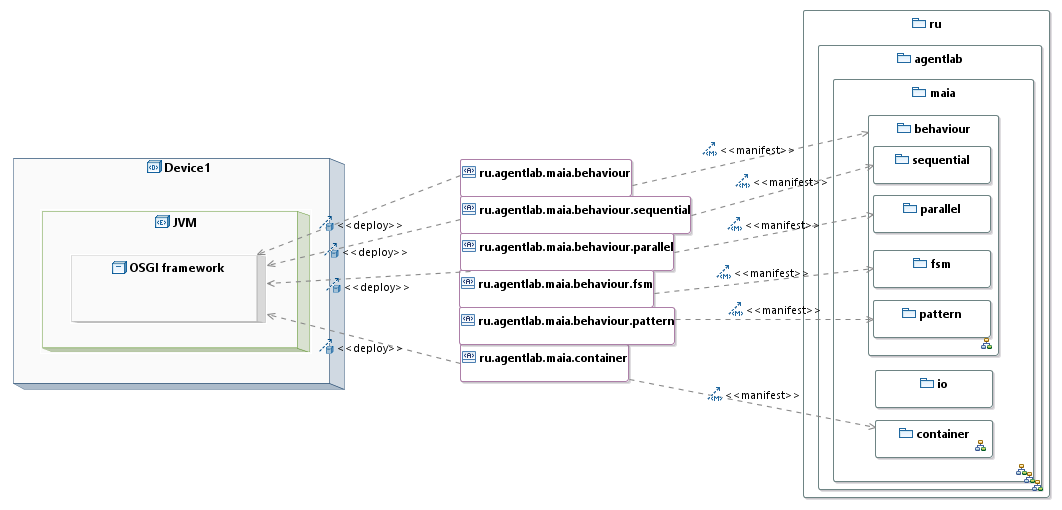 ru
agentlab
maia
behaviour
<<manifest>>
sequential
Device1
ru.agentlab.maia.behaviour
<<manifest>>
parallel
ru.agentlab.maia.behaviour.sequential
JVM
<<deploy>>
<<manifest>>
ru.agentlab.maia.behaviour.parallel
<<deploy>>
OSGI framework
fsm
<<manifest>>
<<deploy>>
ru.agentlab.maia.behaviour.fsm
<<manifest>>
pattern
ru.agentlab.maia.behaviour.pattern
<<deploy>>
ru.agentlab.maia.container
io
<<manifest>>
container